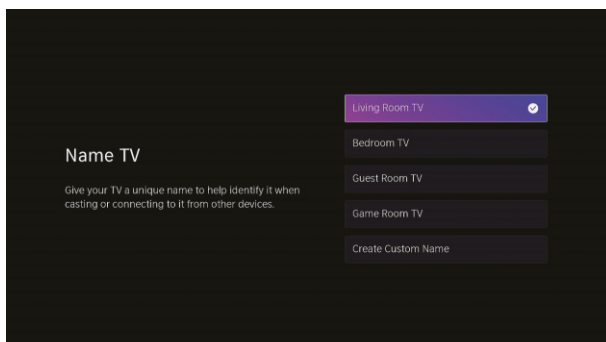 Name TV
Give your TV a unique name to help identify it when
casting or connecting to it from other devices.
Living Room TV
Bedroom TV
Guest Room TV
Game Room TV
Create Custom Name